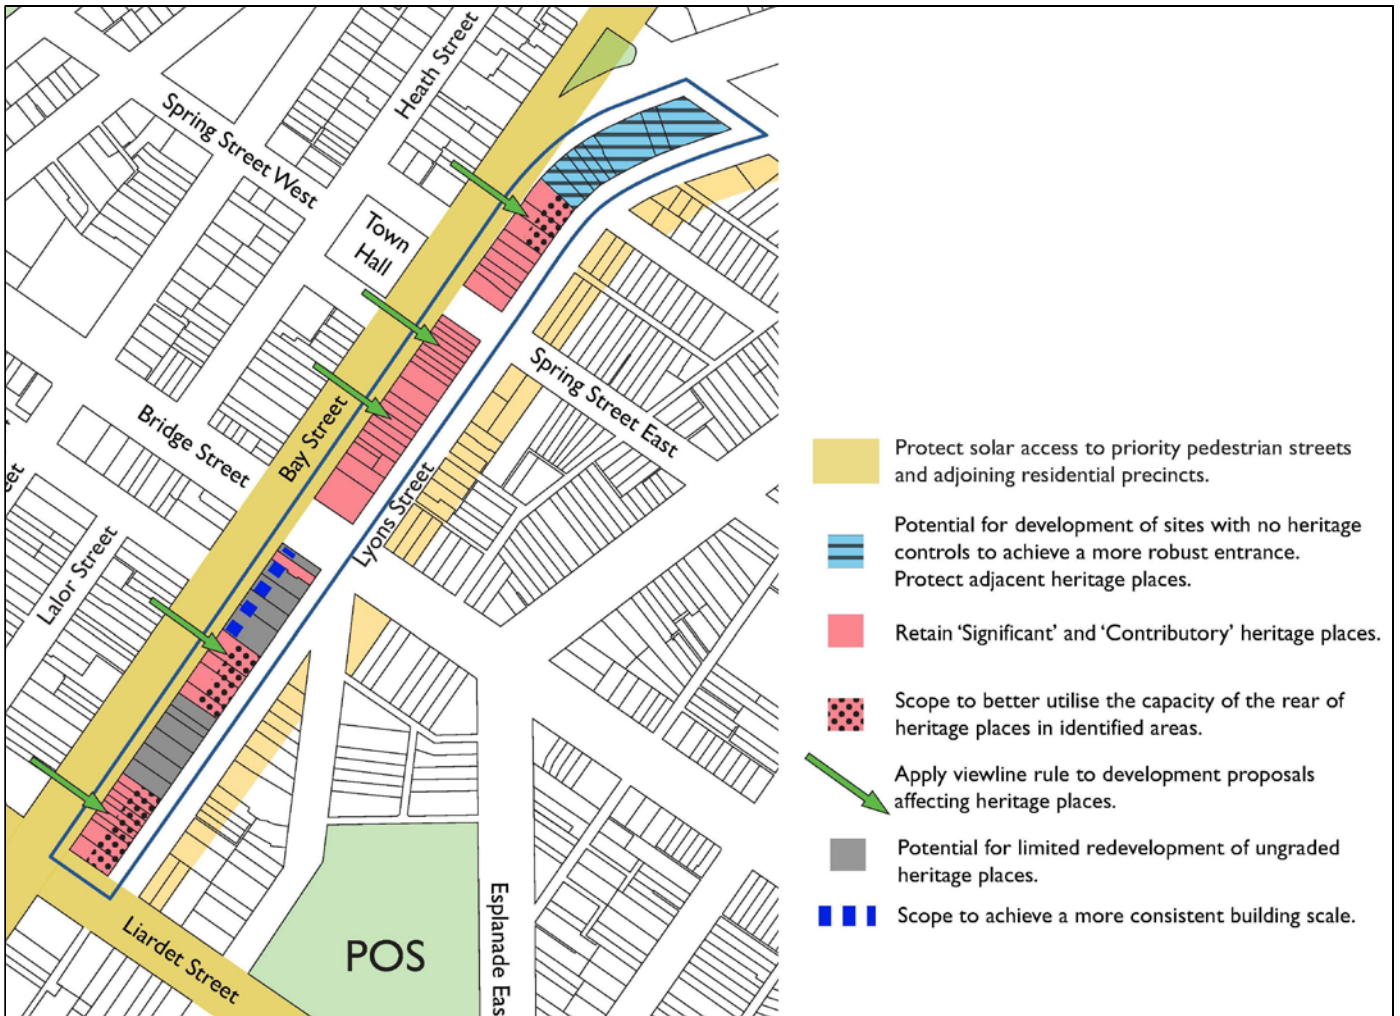 Heath Street
Spring Street West
Town
Hall
Bay Street
Bridge Street
Spring Street East
Lyons Street
Lalor Street
Liardet Street
POS
Esplanade Eas
Protect solar access to priority pedestrian streets
and adjoining residential precincts.
Potential for development of sites with no heritage
controls to achieve a more robust entrance.
Protect adjacent heritage places.
Retain ‘Significant’ and ‘Contributory’ heritage places.
Scope to better utilise the capacity of the rear of
heritage places in identified areas.
Apply viewline rule to development proposals
affecting heritage places.
Potential for limited redevelopment of ungraded
heritage places.
Scope to achieve a more consistent building scale.